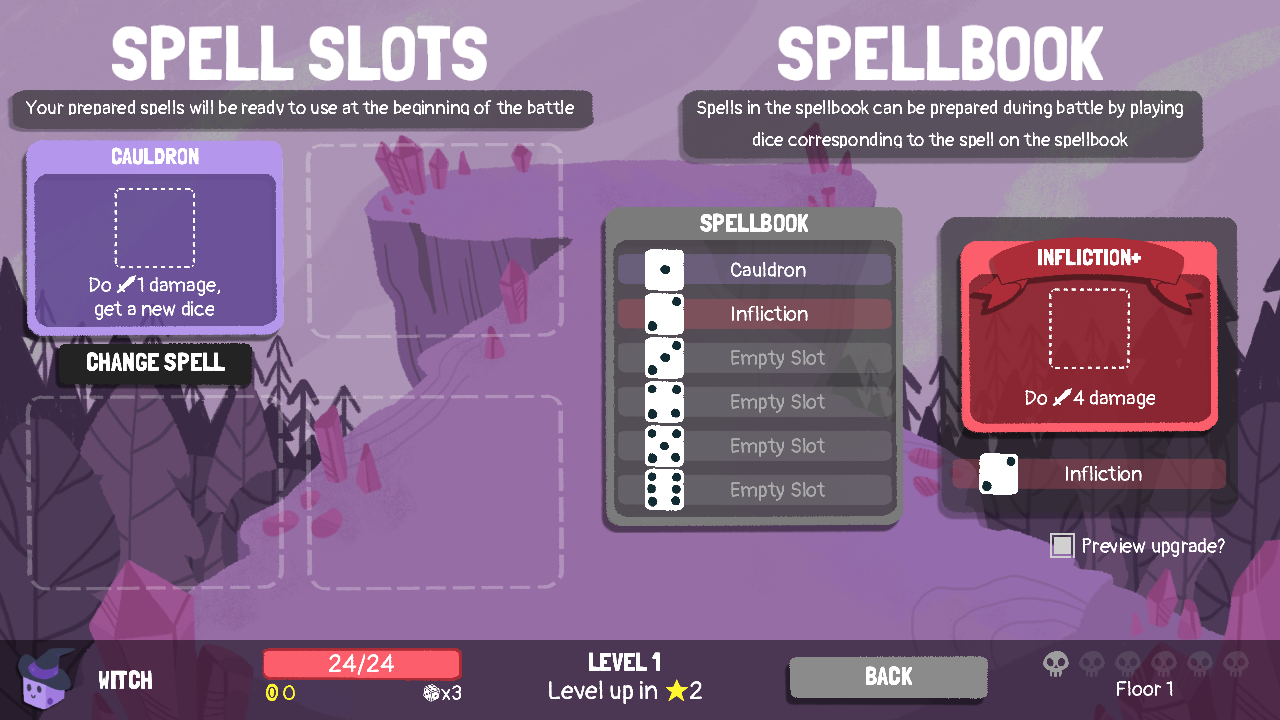 SPELL SLOTS
Your prepared spells will be ready to use at the beginning of the battle
CAULDRON
Do 1 damage,
get a new dice
CHANGE SPELL
SPELLBOOK
Spells in the spellbook can be prepared during battle by playing
dice corresponding to the spell on the spellbook
SPELLBOOK
Cauldron
Infliction
Empty Slot
Empty Slot
Empty Slot
Empty Slot
INFLICTION+
Do 4 damage
Infliction
Preview upgrade?
WITCH
24/24
0
x3
LEVEL 1
Level up in 2
BACK
Floor 1